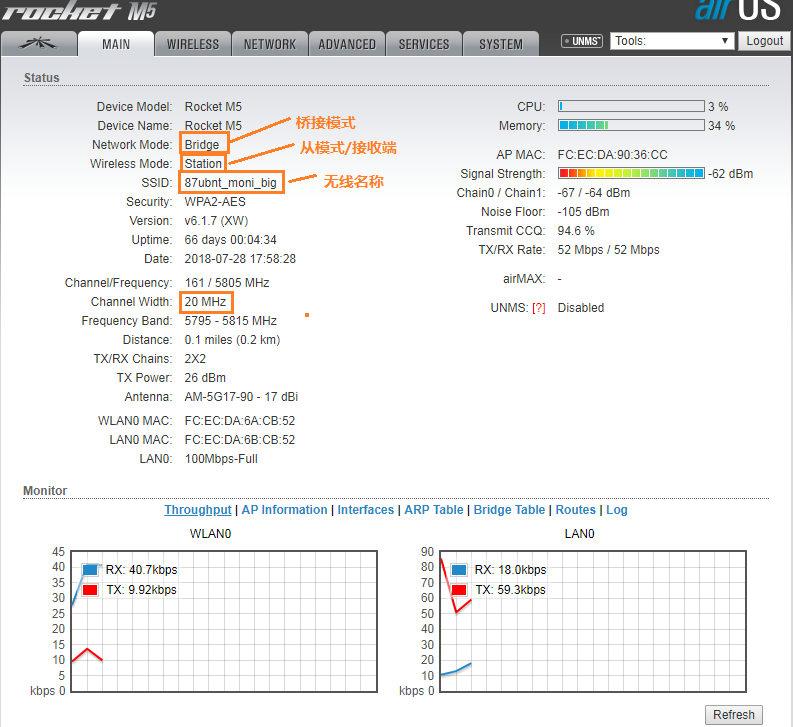 rocket M5
air OS
MAIN WIRELESS NETWORK ADVANCED SERVICES SYSTEM UNMS Tools: Logout
Status
Device Model: Rocket M5
Device Name: Rocket M5
Network Mode: Bridge
桥接模式
Wireless Mode: Station
从模式/接收端
SSID: 87ubnt_moni_big
无线名称
Security: WPA2-AES
Version: v6.1.7 (XW)
Uptime: 66 days 00:04:34
Date: 2018-07-28 17:58:28
Channel/Frequency: 161 / 5805 MHz
Channel Width: 20 MHz
Frequency Band: 5795 - 5815 MHz
Distance: 0.1 miles (0.2 km)
TX/RX Chains: 2X2
TX Power: 26 dBm
Antenna: AM-5G17-90 - 17 dBi
WLAN0 MAC: FC:EC:DA:6A:CB:52
LAN0 MAC: FC:EC:DA:6B:CB:52
LAN0: 100Mbps-Full
CPU: 3 %
Memory: 34 %
AP MAC: FC:EC:DA:90:36:CC
Signal Strength: -62 dBm
Chain0 / Chain1: -67 / -64 dBm
Noise Floor: -105 dBm
Transmit CCQ: 94.6 %
TX/RX Rate: 52 Mbps / 52 Mbps
airMAX: -
UNMS: [?] Disabled
Monitor
Throughput | AP Information | Interfaces | ARP Table | Bridge Table | Routes | Log
WLAN0
45
40
35
30
25
20
15
10
5
kbps 0
RX: 40.7kbps
TX: 9.92kbps
LAN0
90
80
70
60
50
40
30
20
10
kbps 0
RX: 18.0kbps
TX: 59.3kbps
Refresh